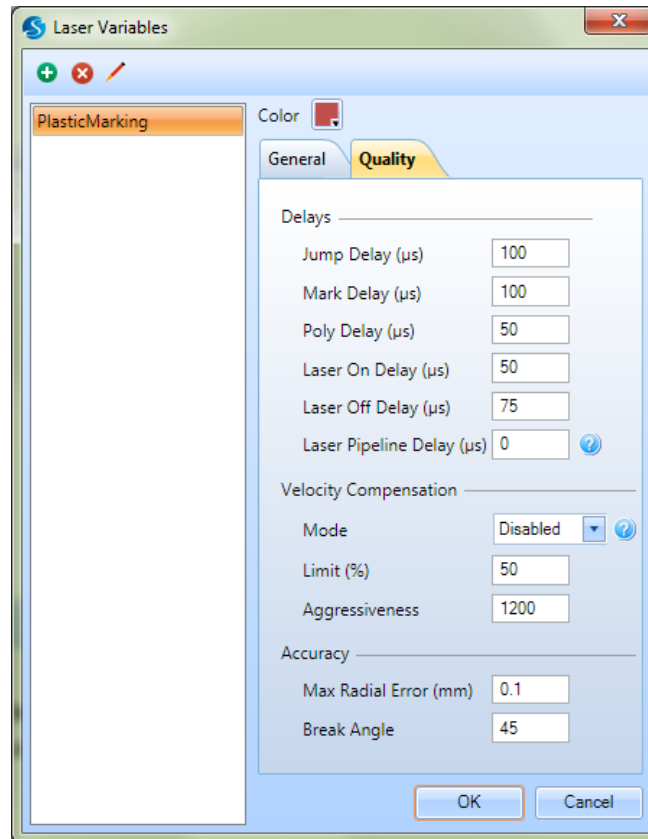 Laser Variables
PlasticMarking
Color
General Quality
Delays
Jump Delay (µs) 100
Mark Delay (µs) 100
Poly Delay (µs) 50
Laser On Delay (µs) 50
Laser Off Delay (µs) 75
Laser Pipeline Delay (µs) 0 ?
Velocity Compensation
Mode Disabled ?
Limit (%) 50
Aggressiveness 1200
Accuracy
Max Radial Error (mm) 0.1
Break Angle 45
OK Cancel